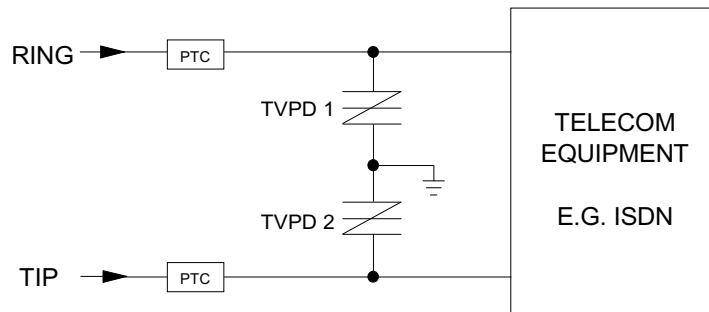 RING
PTC
TVPD 1
TELECOM
EQUIPMENT
E.G. ISDN
TVPD 2
TIP
PTC